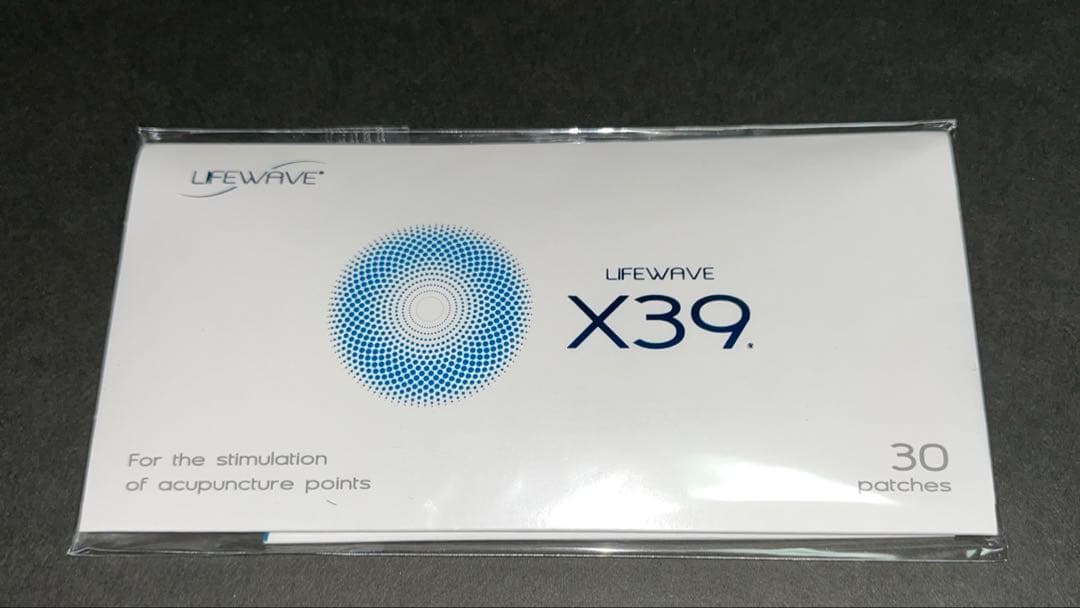 LIFEWAVE®
LIFEWAVE
X39®
For the stimulation
of acupuncture points
30
patches